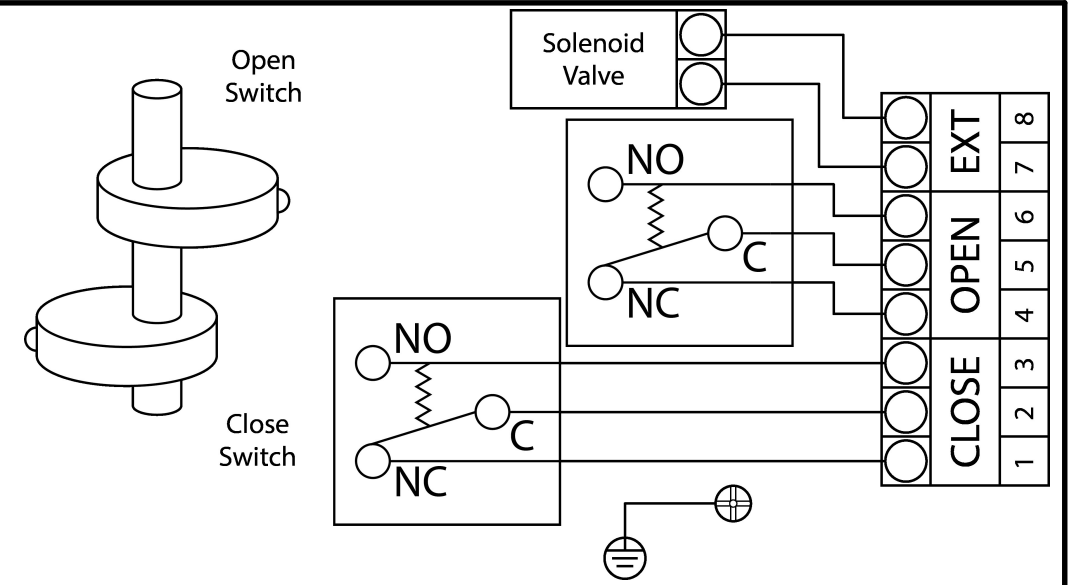 Open
Switch
Solenoid
Valve
NO
C
NC
NO
C
NC
Close
Switch
EXT
OPEN
CLOSE
8
7
6
5
4
3
2
1